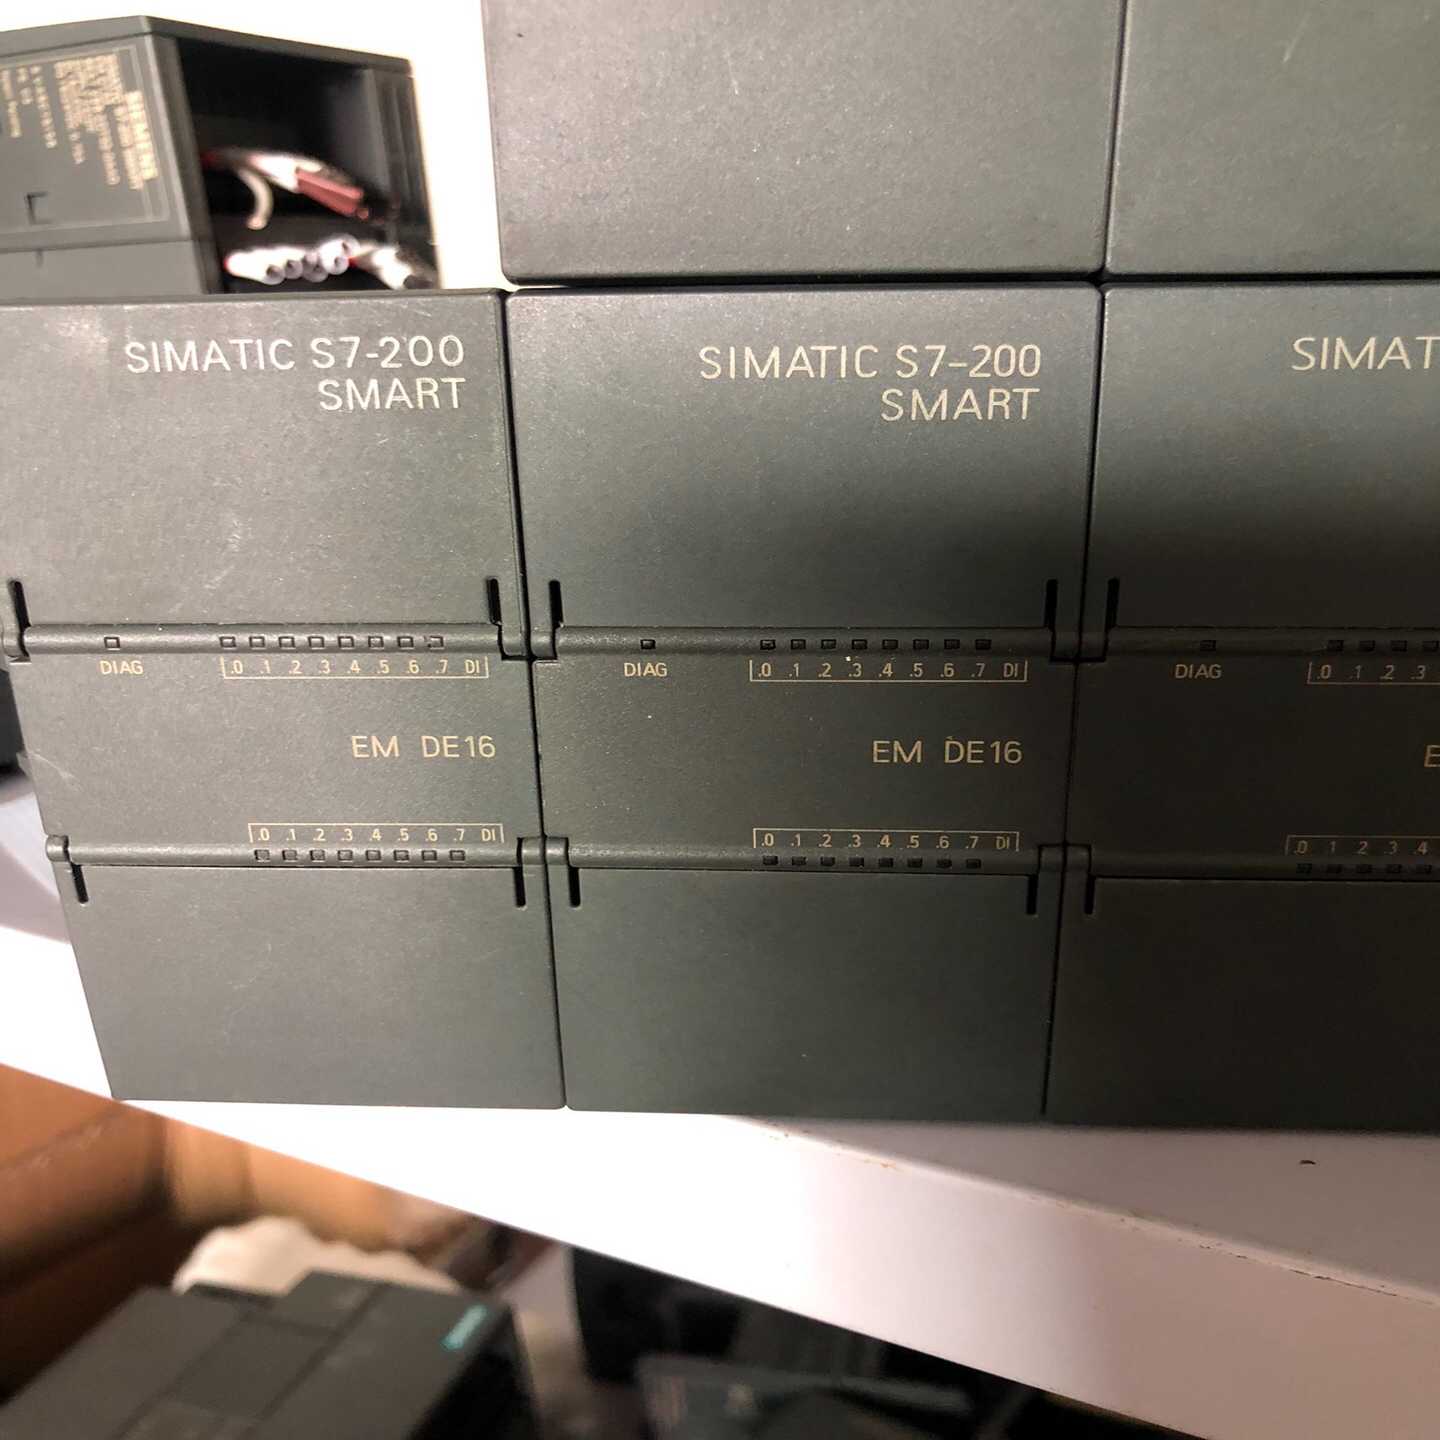 SIMATIC S7-200
SMART
DIAG
.0 .1 .2 .3 .4 .5 .6 .7 DI
EM DE16
.0 .1 .2 .3 .4 .5 .6 .7 DI
SIMATIC S7-200
SMART
DIAG
.0 .1 .2 .3 .4 .5 .6 .7 DI
EM DE16
.0 .1 .2 .3 .4 .5 .6 .7 DI
SIMAT
DIAG
.0 .1 .2 .3
E
.0 .1 .2 .3 .4